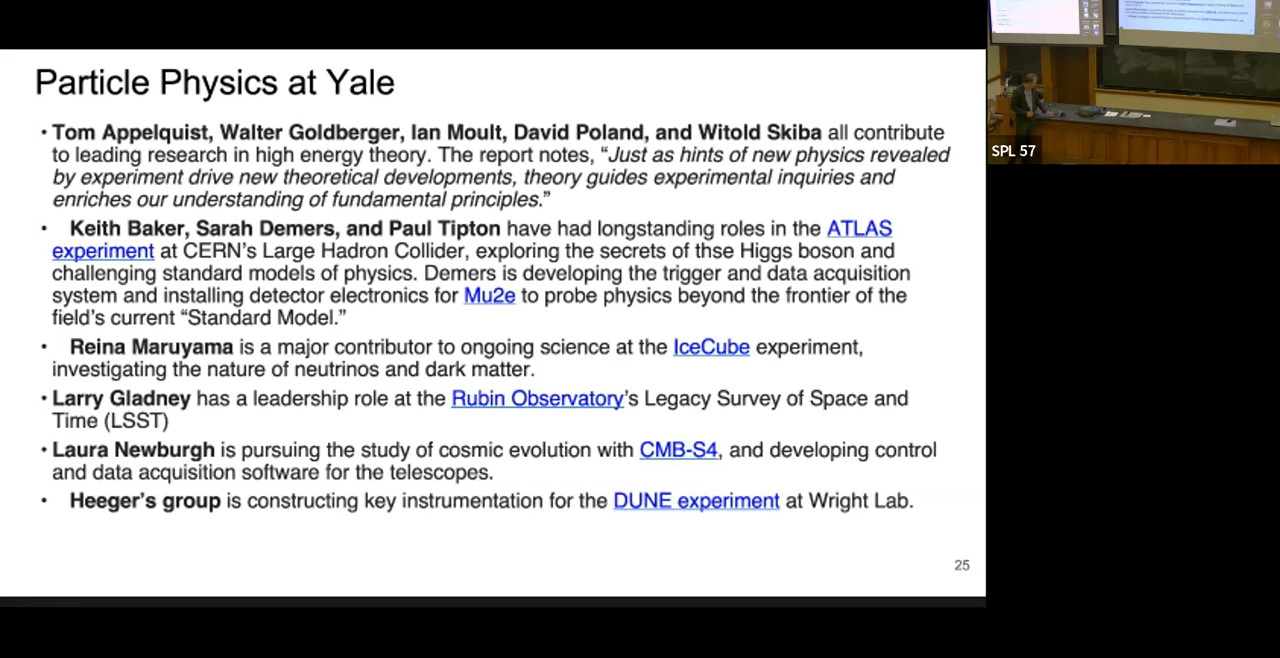 Particle Physics at Yale
• Tom Appelquist, Walter Goldberger, Ian Moult, David Poland, and Witold Skiba all contribute
to leading research in high energy theory. The report notes, “Just as hints of new physics revealed
by experiment drive new theoretical developments, theory guides experimental inquiries and
enriches our understanding of fundamental principles.”
• Keith Baker, Sarah Demers, and Paul Tipton have had longstanding roles in the ATLAS
experiment at CERN’s Large Hadron Collider, exploring the secrets of thse Higgs boson and
challenging standard models of physics. Demers is developing the trigger and data acquisition
system and installing detector electronics for Mu2e to probe physics beyond the frontier of the
field’s current “Standard Model.”
• Reina Maruyama is a major contributor to ongoing science at the IceCube experiment,
investigating the nature of neutrinos and dark matter.
• Larry Gladney has a leadership role at the Rubin Observatory’s Legacy Survey of Space and
Time (LSST)
• Laura Newburgh is pursuing the study of cosmic evolution with CMB-S4, and developing control
and data acquisition software for the telescopes.
• Heeger’s group is constructing key instrumentation for the DUNE experiment at Wright Lab.
25
SPL 57